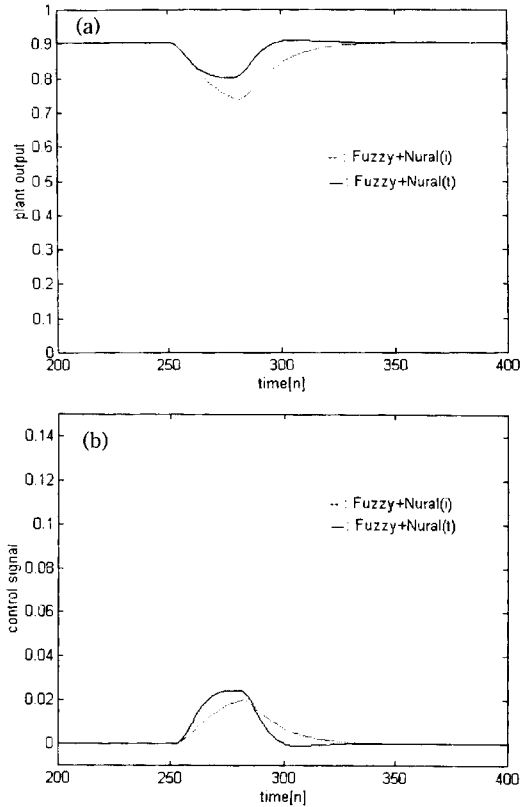 (a)
1
0.9
0.8
0.7
0.6
0.5
0.4
0.3
0.2
0.1
0
plant output
: Fuzzy+Nural(i)
: Fuzzy+Nural(t)
200 250 300 350 400
time[n]
(b)
0.14
0.12
0.1
0.08
0.06
0.04
0.02
0
control signal
: Fuzzy+Nural(i)
: Fuzzy+Nural(t)
200 250 300 350 400
time[n]